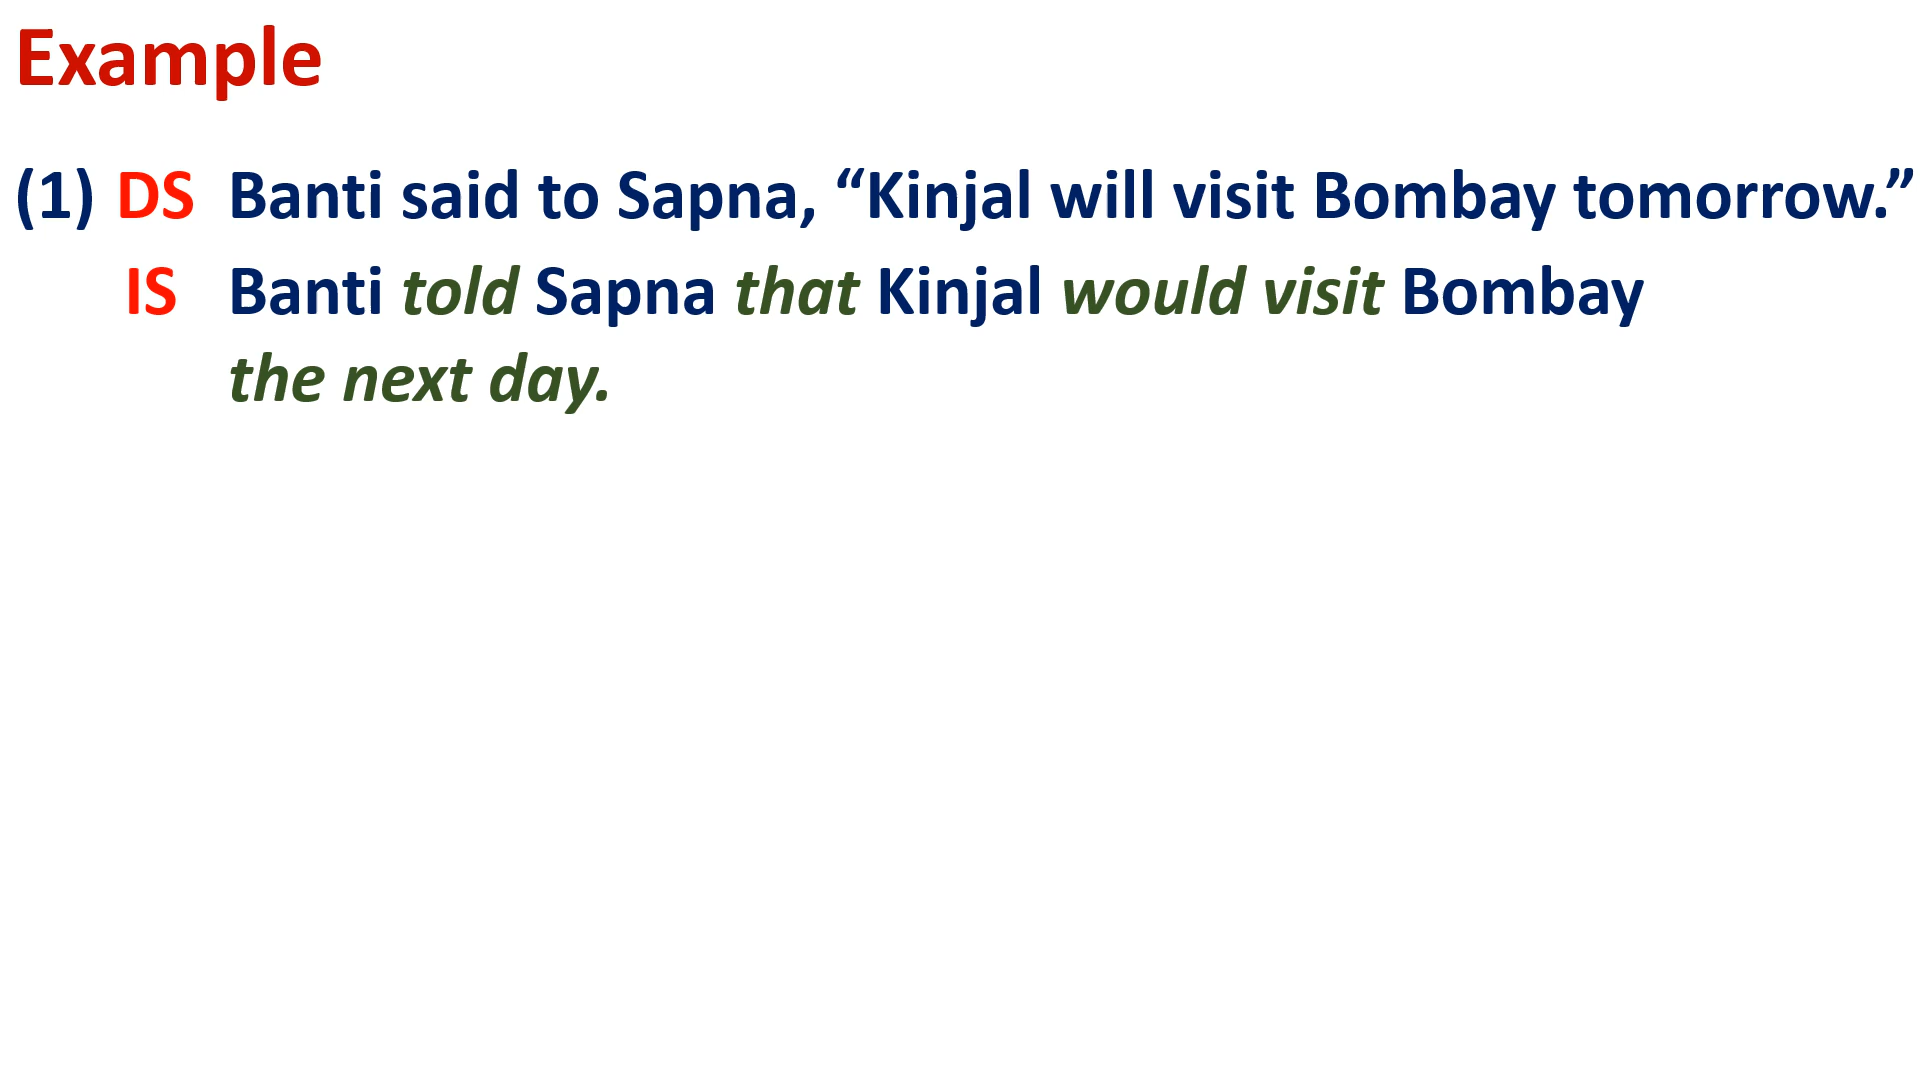 Example
(1) DS Banti said to Sapna, “Kinjal will visit Bombay tomorrow.”
IS Banti told Sapna that Kinjal would visit Bombay
the next day.